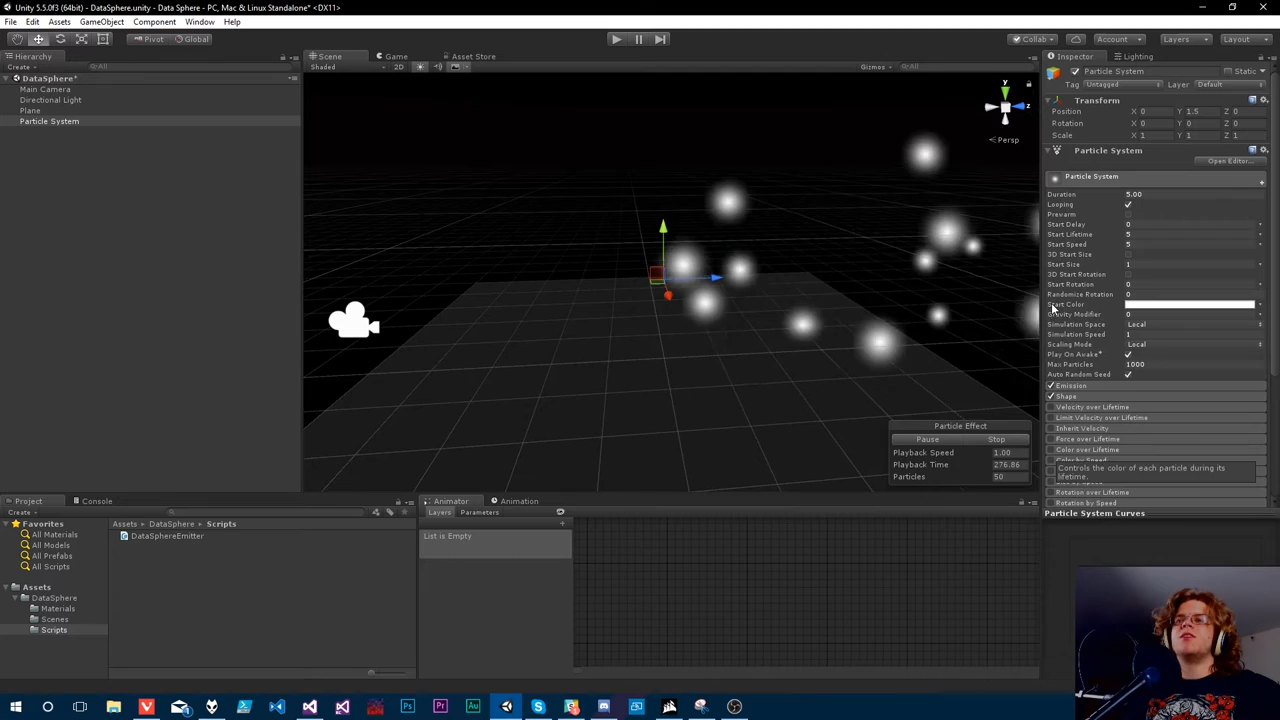 Unity 5.5.0f3 (64bit) - DataSphere.unity - Data Sphere - PC, Mac & Linux Standalone* <DX11>
File Edit Assets GameObject Component Window Help
Pivot Global Collab Account Layers Layout
Hierarchy Scene Game Asset Store Inspector Lighting
Create All Shaded 2D Gizmos All
Particle System Static
DataSphere*
Tag Untagged Layer Default
Main Camera
Directional Light
Plane
Particle System
y
z
Persp
Transform
Position X 0 Y 1.5 Z 0
Rotation X 0 Y 0 Z 0
Scale X 1 Y 1 Z 1
Particle System
Open Editor...
Particle System
Duration 5.00
Looping
Prewarm
Start Delay 0
Start Lifetime 5
Start Speed 5
3D Start Size
Start Size 1
3D Start Rotation
Start Rotation 0
Randomize Rotation 0
Start Color
Gravity Modifier 0
Simulation Space Local
Simulation Speed 1
Scaling Mode Local
Play On Awake*
Max Particles 1000
Auto Random Seed
Emission
Shape
Velocity over Lifetime
Limit Velocity over Lifetime
Inherit Velocity
Force over Lifetime
Color over Lifetime
Controls the color of each particle during its
lifetime.
Rotation over Lifetime
Rotation by Speed
Particle System Curves
Particle Effect
Pause Stop
Playback Speed 1.00
Playback Time 276.86
Particles 50
Project Console
Create
Favorites
All Materials
All Models
All Prefabs
All Scripts
Assets
DataSphere
Materials
Scenes
Scripts
Assets DataSphere Scripts
DataSphereEmitter
Animator Animation
Layers Parameters
List is Empty